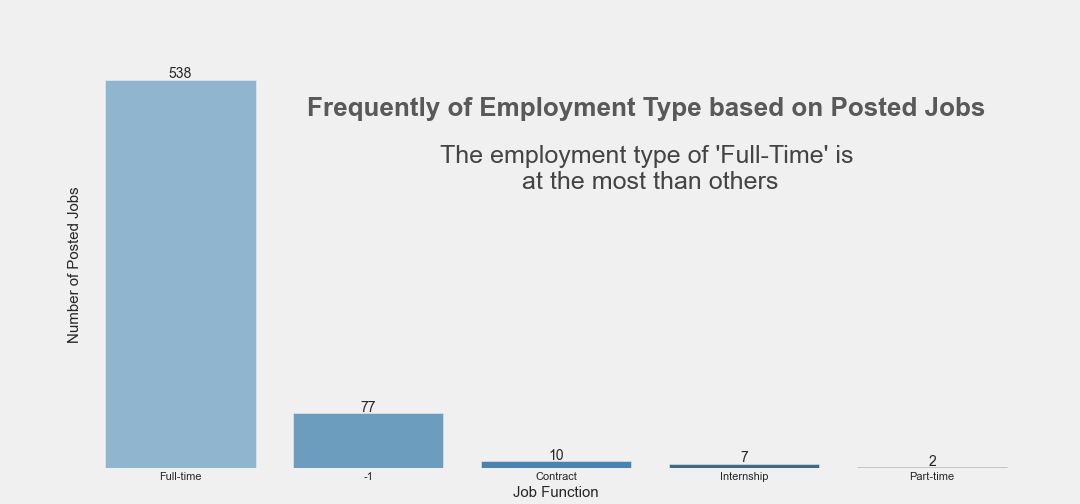 538
Frequently of Employment Type based on Posted Jobs
The employment type of 'Full-Time' is
at the most than others
Number of Posted Jobs
77
10
7
2
Full-time
-1
Contract
Internship
Part-time
Job Function